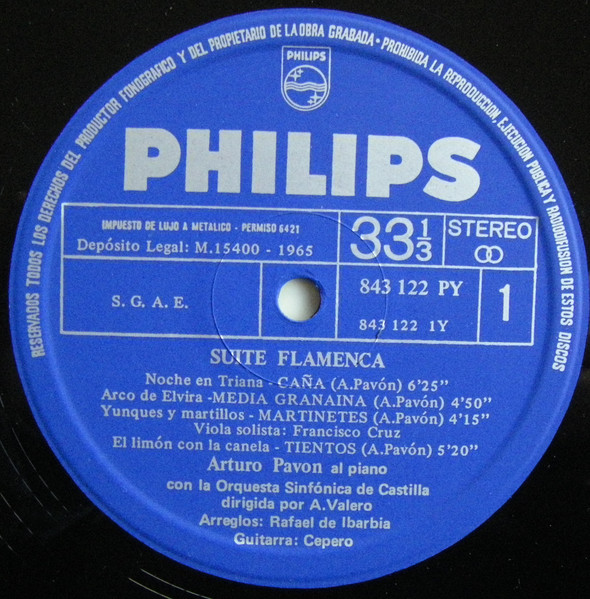 RESERVADOS TODOS LOS DERECHOS DEL PRODUCTOR FONOGRAFICO Y DEL PROPIETARIO DE LA OBRA GRABADA • PROHIBIDA LA REPRODUCCION, EJECUCION PUBLICA Y RADIODIFUSION DE ESTOS DISCOS
PHILIPS
PHILIPS
IMPUESTO DE LUJO A METALICO - PERMISO 6421
Depósito Legal: M.15400 - 1965
33 1/3
STEREO
S. G. A. E.
843 122 PY
843 122 1Y
1
SUITE FLAMENCA
Noche en Triana - CAÑA (A.Pavón) 6'25"
Arco de Elvira -MEDIA GRANAINA (A.Pavón) 4'50"
Yunques y martillos - MARTINETES (A.Pavón) 4'15"
Viola solista: Francisco Cruz
El limón con la canela - TIENTOS (A.Pavón) 5'20"
Arturo Pavon al piano
con la Orquesta Sinfónica de Castilla
dirigida por A.Valero
Arreglos: Rafael de Ibarbia
Guitarra: Cepero